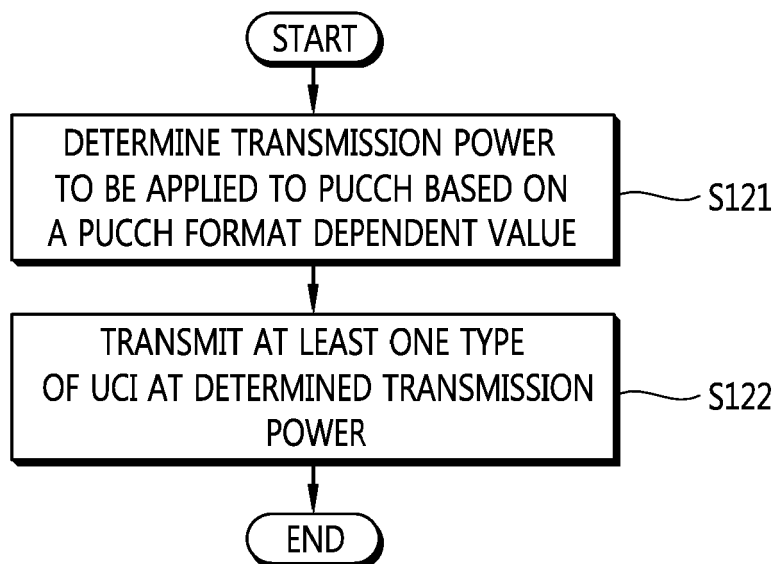 START
DETERMINE TRANSMISSION POWER
TO BE APPLIED TO PUCCH BASED ON
A PUCCH FORMAT DEPENDENT VALUE
S121
TRANSMIT AT LEAST ONE TYPE
OF UCI AT DETERMINED TRANSMISSION
POWER
S122
END